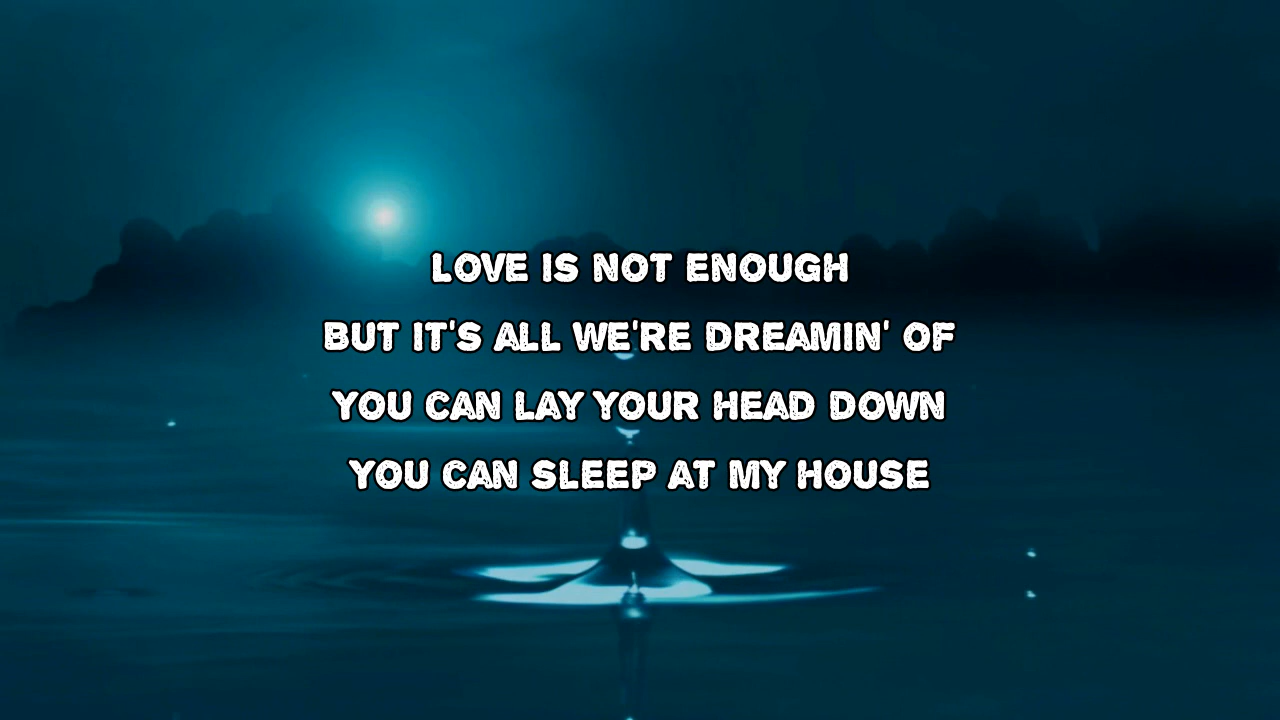 LOVE IS NOT ENOUGH
BUT IT'S ALL WE'RE DREAMIN' OF
YOU CAN LAY YOUR HEAD DOWN
YOU CAN SLEEP AT MY HOUSE